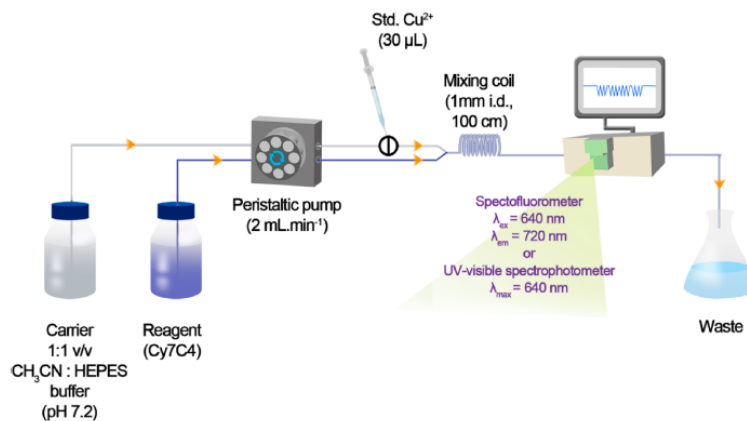 Std. Cu²⁺
(30 µL)
Mixing coil
(1mm i.d.,
100 cm)
Peristaltic pump
(2 mL.min⁻¹)
Spectofluorometer
λex = 640 nm
λem = 720 nm
or
UV-visible spectrophotometer
λmax = 640 nm
Carrier
1:1 v/v
CH₃CN : HEPES
buffer
(pH 7.2)
Reagent
(Cy7C4)
Waste